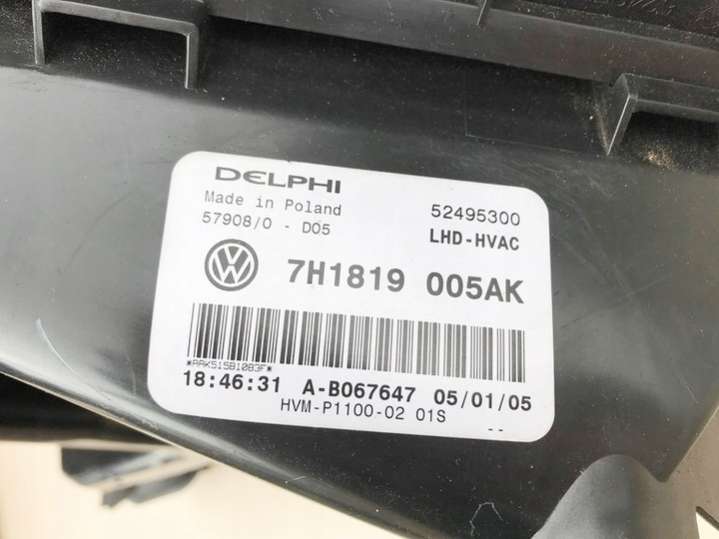 DELPHI
Made in Poland
52495300
57908/0 - D05
LHD-HVAC
7H1819 005AK
*AAK515B1083F*
18:46:31 A-B067647 05/01/05
HVM-P1100-02 01S
--